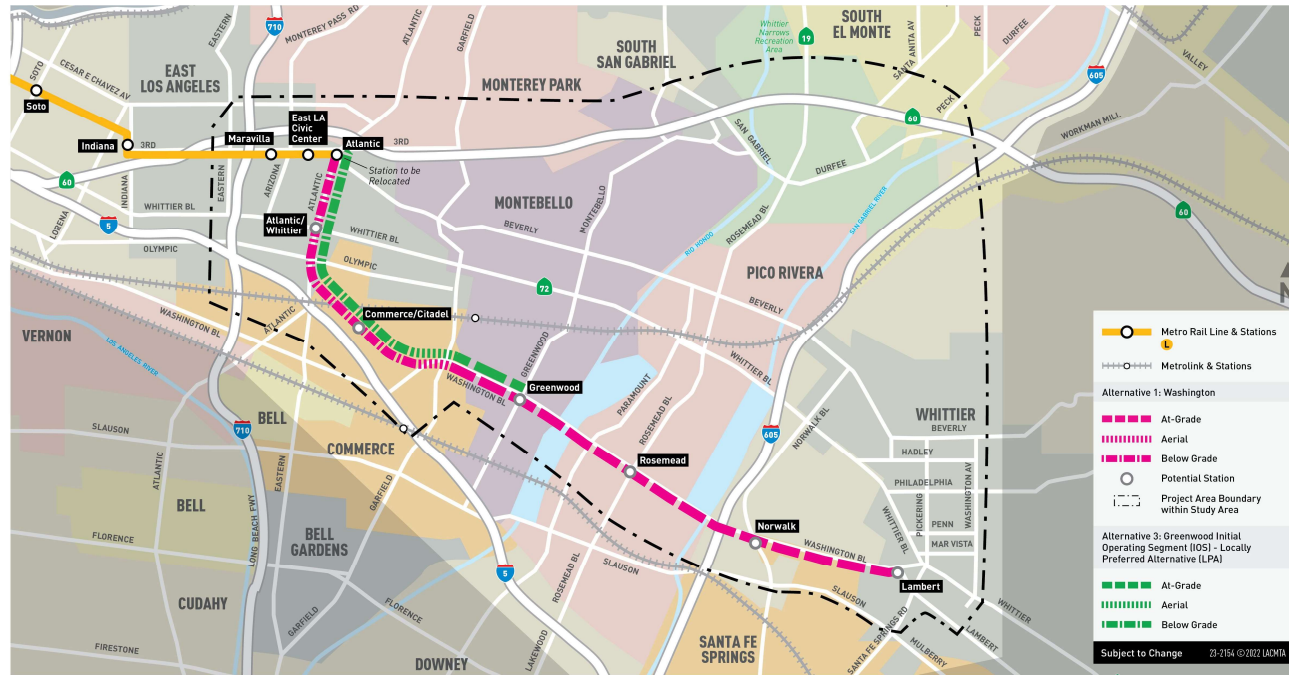 710
MONTEREY PASS RD
EASTERN
ATLANTIC
GARFIELD
Whittier
Narrows
Recreation
Area
19
SOUTH
EL MONTE
SANTA ANITA AV
PECK
DURFEE
VALLEY
605
SOTO
CESAR E CHAVEZ AV
EAST
LOS ANGELES
SOUTH
SAN GABRIEL
MONTEREY PARK
PECK
60
WORKMAN MILL
Soto
Indiana
3RD
Maravilla
East LA
Civic
Center
Atlantic
3RD
Station to be
Relocated
SAN GABRIEL
DURFEE
60
INDIANA
EASTERN
ARIZONA
ATLANTIC
MONTEBELLO
MONTEBELLO
ROSEMEAD BL
SAN GABRIEL RIVER
60
LORENA
5
WHITTIER BL
Atlantic/
Whittier
BEVERLY
RIO HONDO
WHITTIER BL
OLYMPIC
OLYMPIC
72
PICO RIVERA
BEVERLY
N
VERNON
WASHINGTON BL
ATLANTIC
LOS ANGELES RIVER
Commerce/Citadel
GREENWOOD
WASHINGTON BL
Greenwood
WHITTIER BL
PARAMOUNT
ROSEMEAD BL
BELL
710
COMMERCE
SLAUSON
ATLANTIC
EASTERN
GARFIELD
605
NORWALK BL
WHITTIER
BEVERLY
HADLEY
PHILADELPHIA
WASHINGTON AV
PICKERING
PENN
MAR VISTA
WHITTIER BL
Rosemead
Norwalk
WASHINGTON BL
Lambert
BELL
LONG BEACH FWY
BELL
GARDENS
FLORENCE
5
SLAUSON
ROSEMEAD BL
SLAUSON
WHITTIER
LAMBERT
CUDAHY
GARFIELD
FLORENCE
LAKEWOOD
SANTA FE SPRINGS RD
MULBERRY
FIRESTONE
DOWNEY
SANTA FE
SPRINGS
Metro Rail Line & Stations
L
Metrolink & Stations
Alternative 1: Washington
At-Grade
Aerial
Below Grade
Potential Station
Project Area Boundary
within Study Area
Alternative 3: Greenwood Initial
Operating Segment (IOS) - Locally
Preferred Alternative (LPA)
At-Grade
Aerial
Below Grade
Subject to Change
23-2154 ©2022 LACMTA